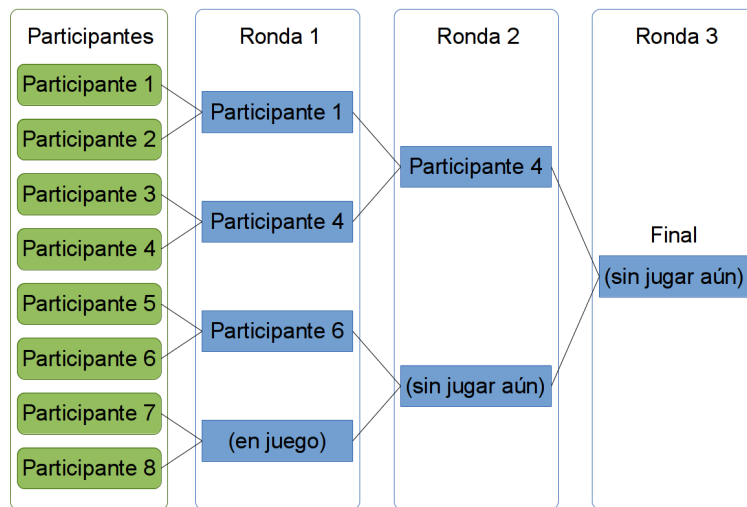 Participantes
Participante 1
Participante 2
Participante 3
Participante 4
Participante 5
Participante 6
Participante 7
Participante 8
Ronda 1
Participante 1
Participante 4
Participante 6
(en juego)
Ronda 2
Participante 4
(sin jugar aún)
Ronda 3
Final
(sin jugar aún)